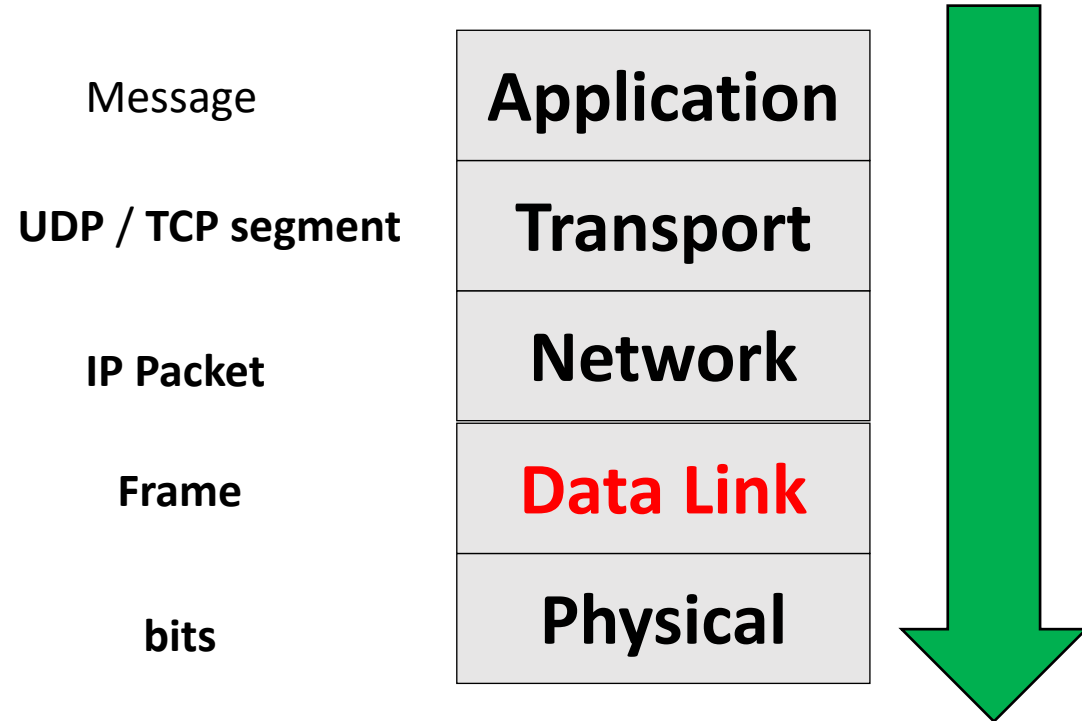 Message
Application
UDP / TCP segment
Transport
IP Packet
Network
Frame
Data Link
bits
Physical